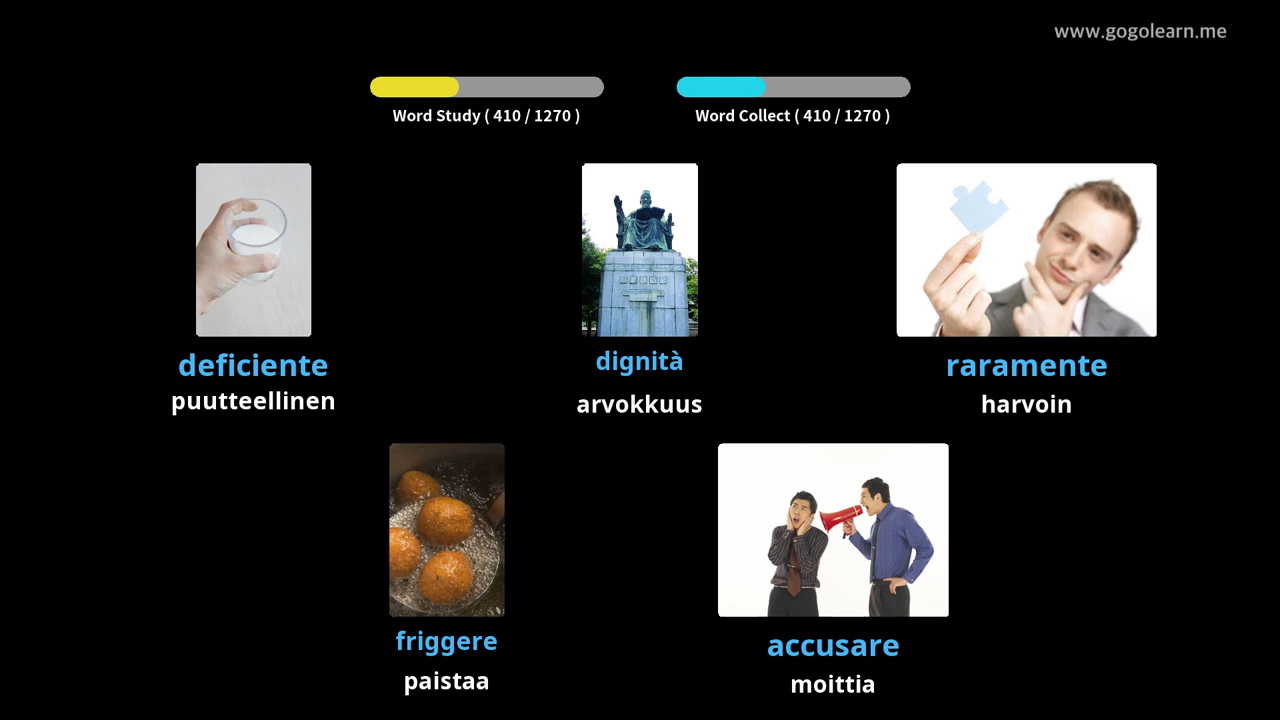 www.gogolearn.me
Word Study ( 410 / 1270 )
Word Collect ( 410 / 1270 )
deficiente
puutteellinen
dignità
arvokkuus
raramente
harvoin
friggere
paistaa
accusare
moittia